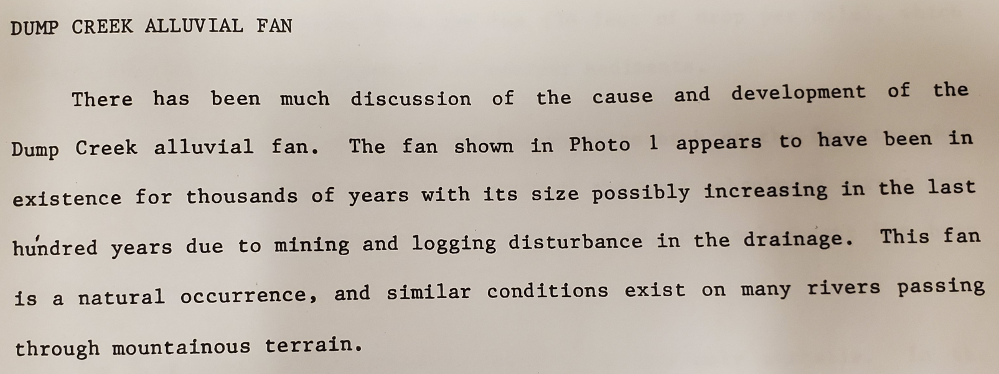 DUMP CREEK ALLUVIAL FAN
There has been much discussion of the cause and development of the
Dump Creek alluvial fan. The fan shown in Photo 1 appears to have been in
existence for thousands of years with its size possibly increasing in the last
hundred years due to mining and logging disturbance in the drainage. This fan
is a natural occurrence, and similar conditions exist on many rivers passing
through mountainous terrain.